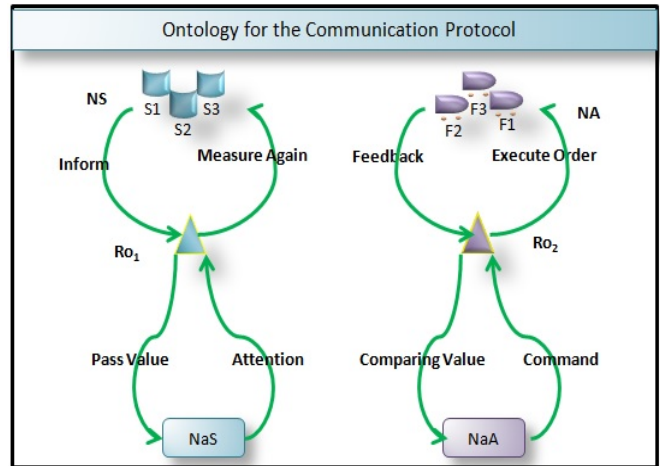 Ontology for the Communication Protocol
NS
S1
S3
S2
Inform
Measure Again
Ro₁
Pass Value
Attention
NaS
F3
F2
F1
NA
Feedback
Execute Order
Ro₂
Comparing Value
Command
NaA